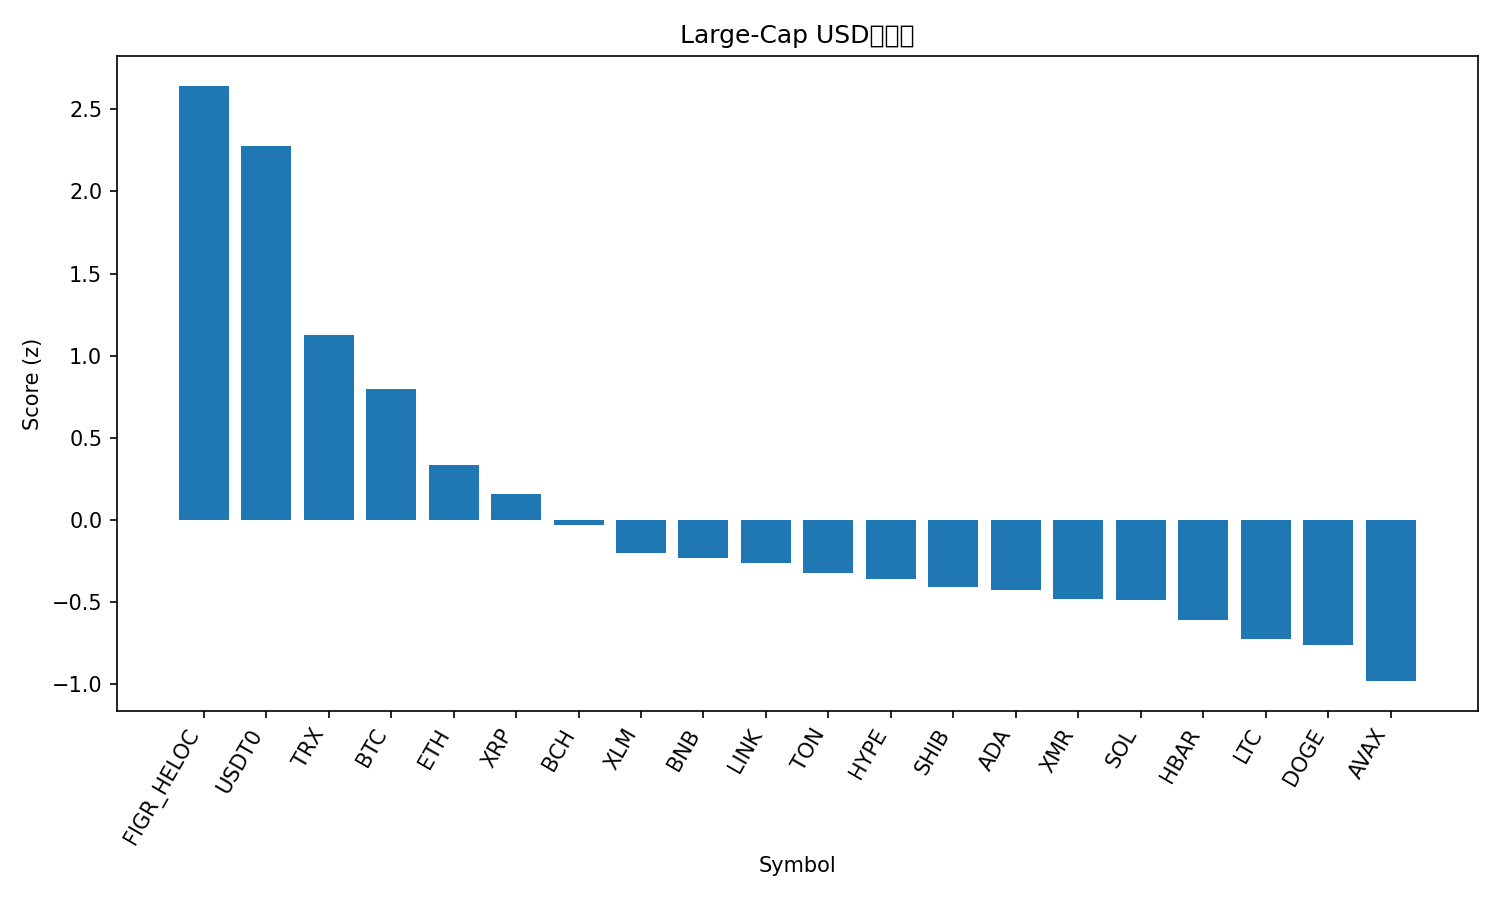 Large-Cap USD
Score (z)
2.5
2.0
1.5
1.0
0.5
0.0
−0.5
−1.0
FIGR_HELOC
USDT0
TRX
BTC
ETH
XRP
BCH
XLM
BNB
LINK
TON
HYPE
SHIB
ADA
XMR
SOL
HBAR
LTC
DOGE
AVAX
Symbol